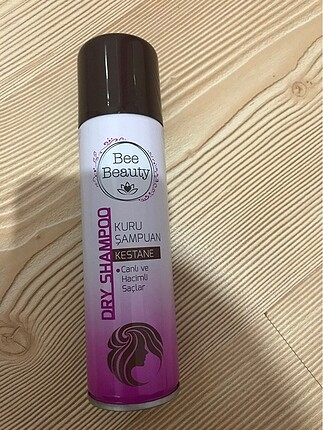 Bee
Beauty
DRY SHAMPOO
KURU
ŞAMPUAN
KESTANE
• Canlı ve
Hacimli
Saçlar